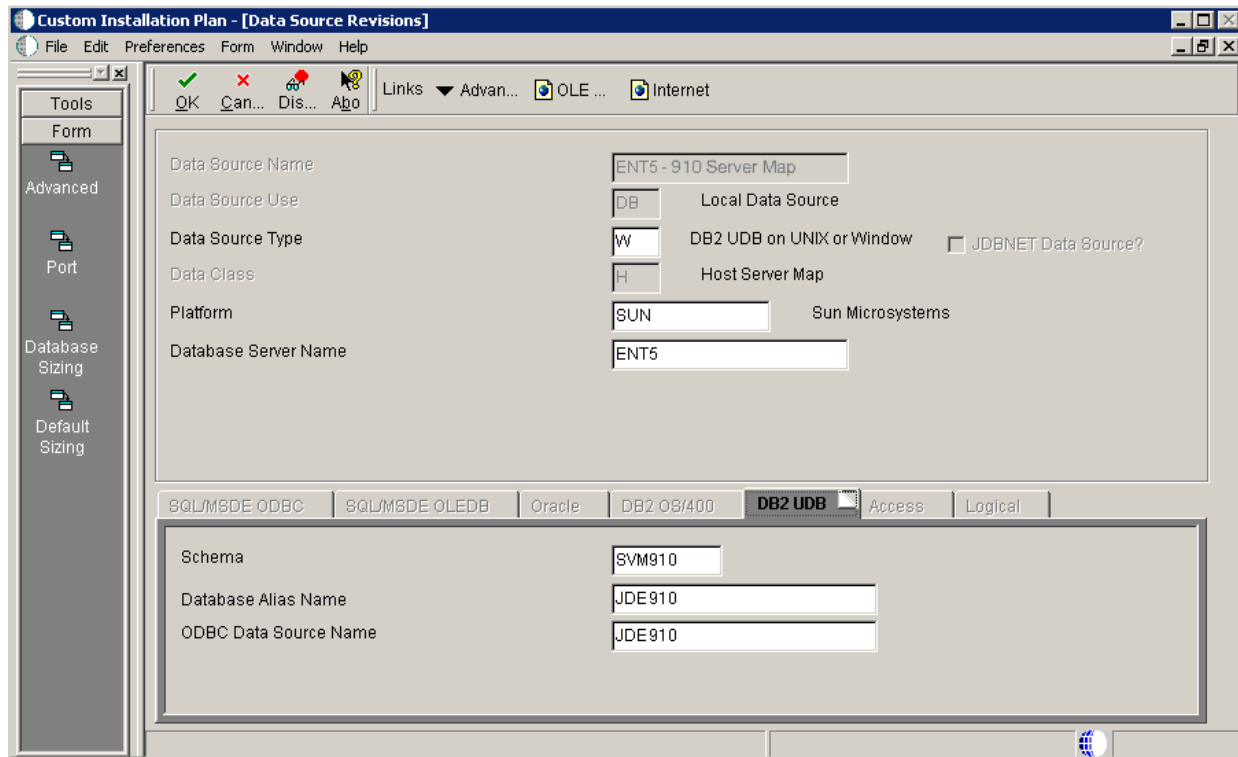 Custom Installation Plan - [Data Source Revisions]
File Edit Preferences Form Window Help
Tools
Form
Advanced
Port
Database
Sizing
Default
Sizing
OK Can... Dis... Abo Links Advan... OLE ... Internet
Data Source Name ENT5 - 910 Server Map
Data Source Use DB Local Data Source
Data Source Type W DB2 UDB on UNIX or Window JDBNET Data Source?
Data Class H Host Server Map
Platform SUN Sun Microsystems
Database Server Name ENT5
SQL/MSDE ODBC SQL/MSDE OLEDB Oracle DB2 OS/400 DB2 UDB Access Logical
Schema SVM910
Database Alias Name JDE910
ODBC Data Source Name JDE910